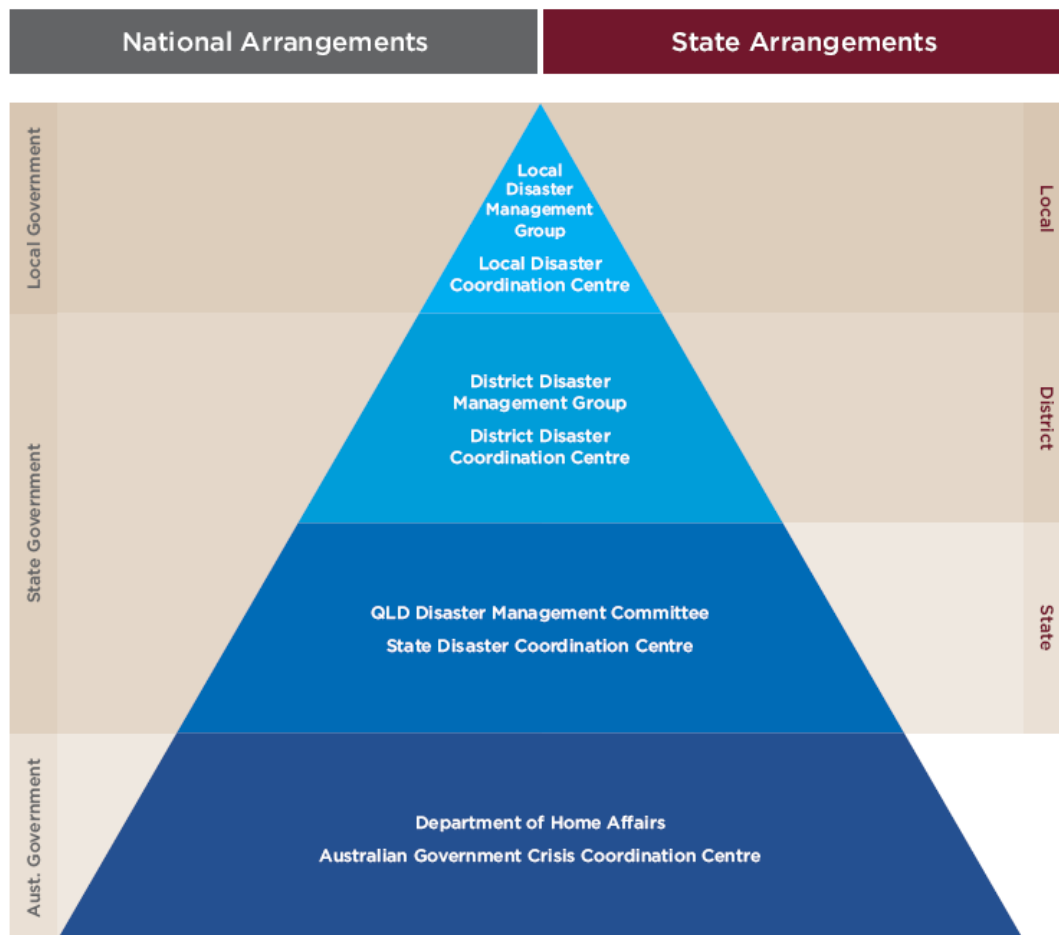 National Arrangements
State Arrangements
Local Government
Local
Disaster
Management
Group
Local Disaster
Coordination Centre
Local
State Government
District Disaster
Management Group
District Disaster
Coordination Centre
District
QLD Disaster Management Committee
State Disaster Coordination Centre
State
Aust. Government
Department of Home Affairs
Australian Government Crisis Coordination Centre